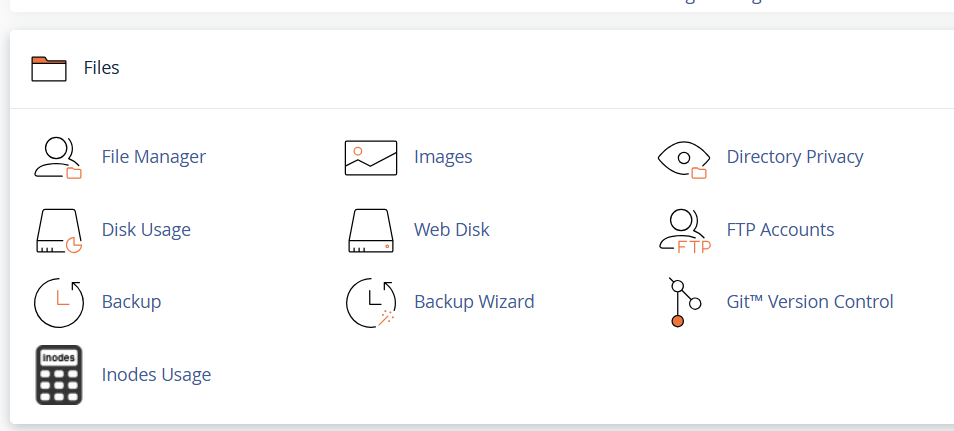 Files
File Manager
Images
Directory Privacy
Disk Usage
Web Disk
FTP Accounts
FTP
Backup
Backup Wizard
Git™ Version Control
inodes
Inodes Usage